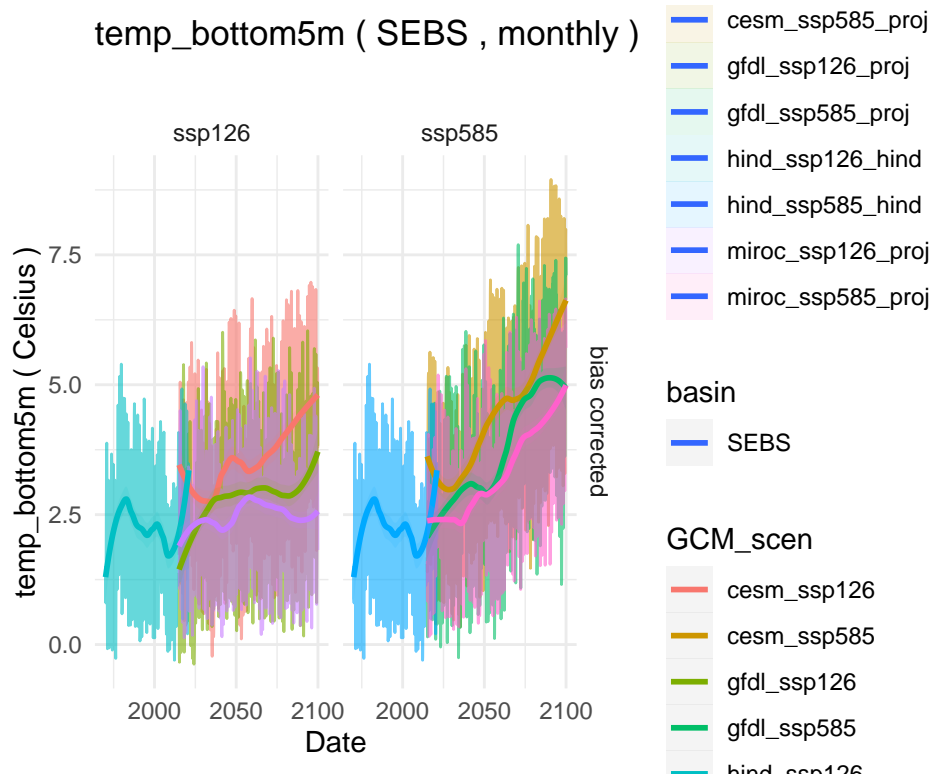 temp_bottom5m ( SEBS , monthly )
ssp126
ssp585
temp_bottom5m ( Celsius )
7.5
5.0
2.5
0.0
2000
2050
2100
2000
2050
2100
Date
bias corrected
cesm_ssp585_proj
gfdl_ssp126_proj
gfdl_ssp585_proj
hind_ssp126_hind
hind_ssp585_hind
miroc_ssp126_proj
miroc_ssp585_proj
basin
SEBS
GCM_scen
cesm_ssp126
cesm_ssp585
gfdl_ssp126
gfdl_ssp585
hind_ssp126